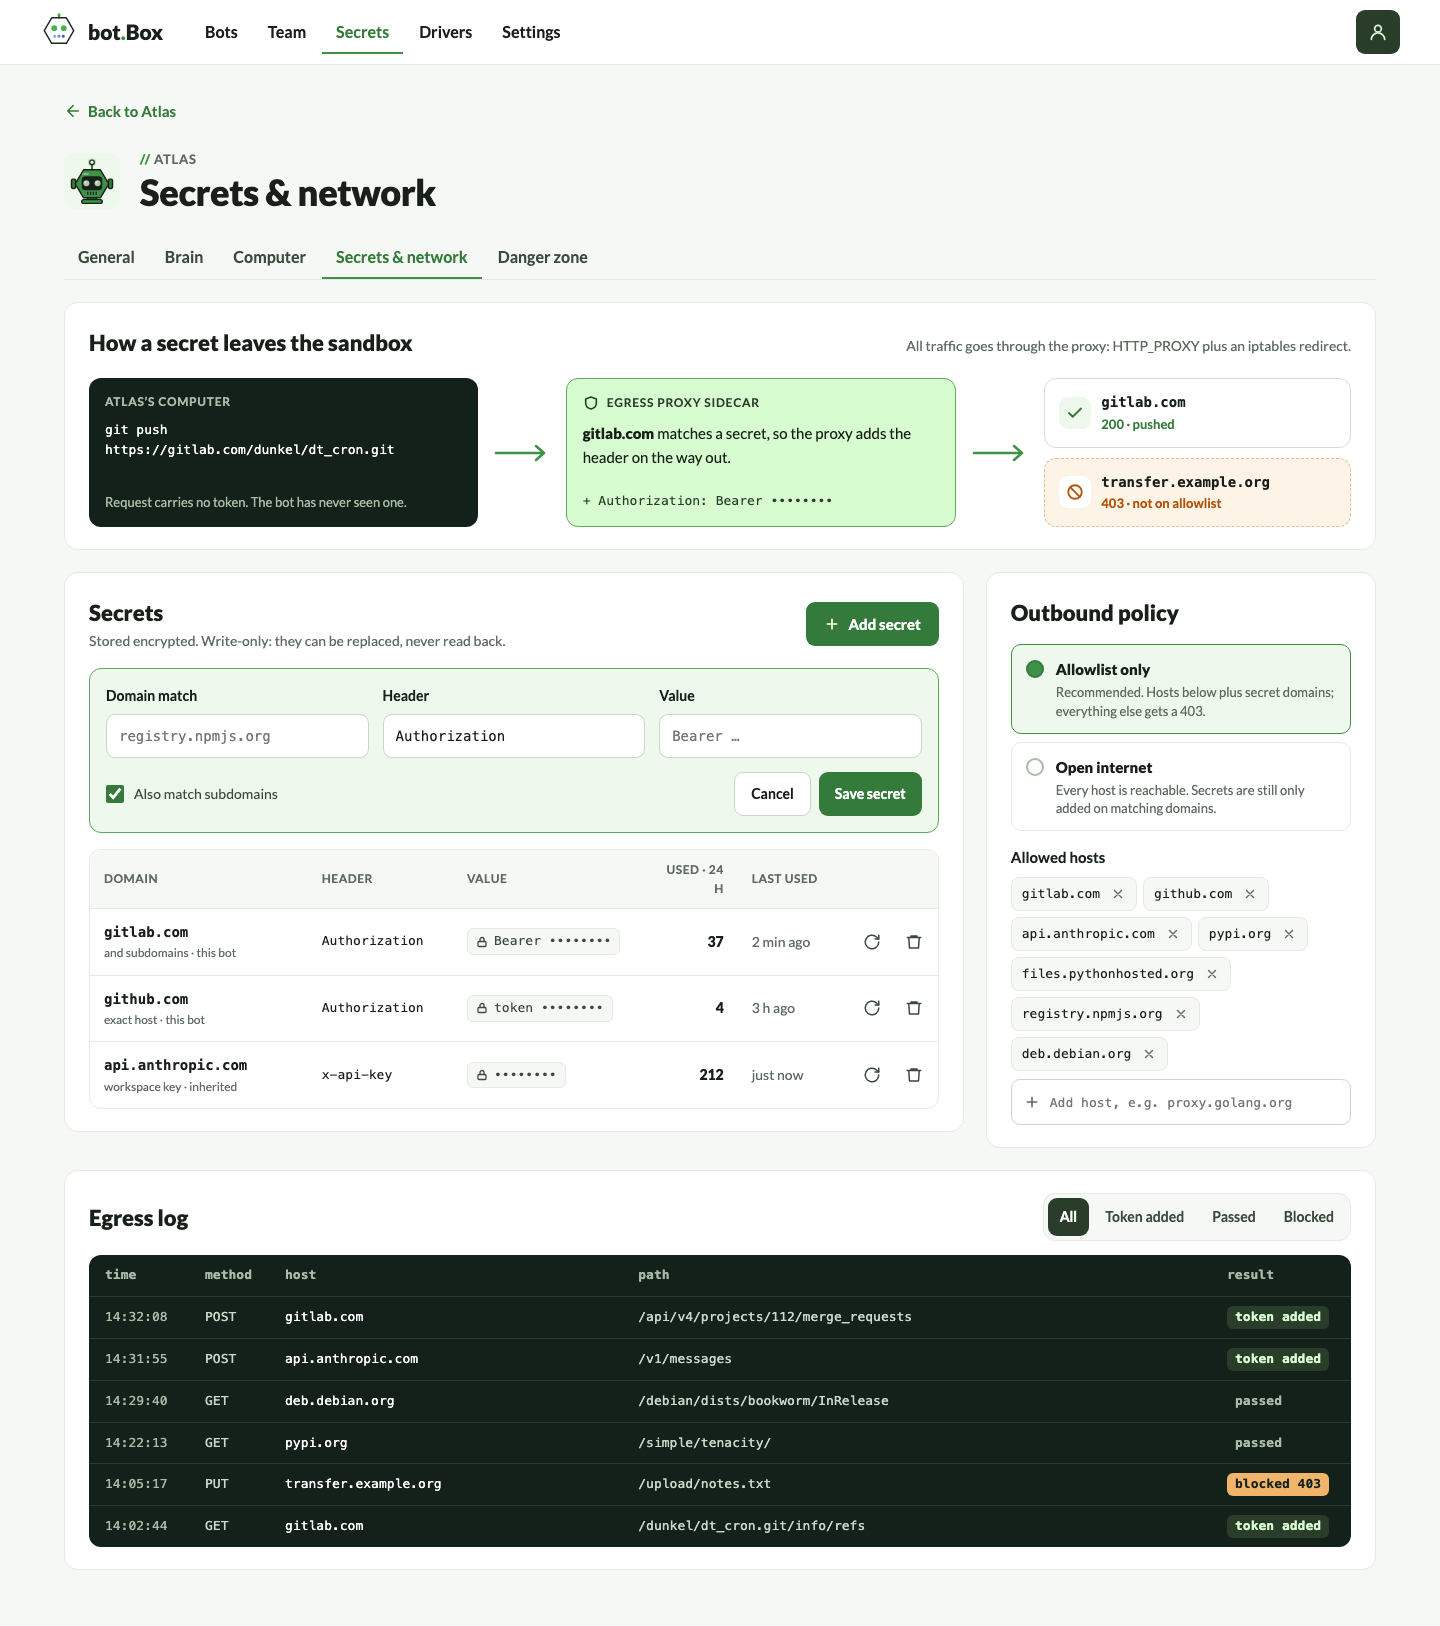 bot.Box
Bots
Team
Secrets
Drivers
Settings
Back to Atlas
// ATLAS
Secrets & network
General
Brain
Computer
Secrets & network
Danger zone
How a secret leaves the sandbox
All traffic goes through the proxy: HTTP_PROXY plus an iptables redirect.
ATLAS'S COMPUTER
git push
https://gitlab.com/dunkel/dt_cron.git
Request carries no token. The bot has never seen one.
EGRESS PROXY SIDECAR
gitlab.com matches a secret, so the proxy adds the
header on the way out.
+ Authorization: Bearer ••••••••
gitlab.com
200 · pushed
transfer.example.org
403 · not on allowlist
Secrets
Stored encrypted. Write-only: they can be replaced, never read back.
+ Add secret
Domain match
Header
Value
registry.npmjs.org
Authorization
Bearer …
Also match subdomains
Cancel
Save secret
DOMAIN
HEADER
VALUE
USED · 24
H
LAST USED
gitlab.com
and subdomains · this bot
Authorization
Bearer ••••••••
37
2 min ago
github.com
exact host · this bot
Authorization
token ••••••••
4
3 h ago
api.anthropic.com
workspace key · inherited
x-api-key
••••••••
212
just now
Outbound policy
Allowlist only
Recommended. Hosts below plus secret domains;
everything else gets a 403.
Open internet
Every host is reachable. Secrets are still only
added on matching domains.
Allowed hosts
gitlab.com
github.com
api.anthropic.com
pypi.org
files.pythonhosted.org
registry.npmjs.org
deb.debian.org
+ Add host, e.g. proxy.golang.org
Egress log
All
Token added
Passed
Blocked
time method host path result
14:32:08 POST gitlab.com /api/v4/projects/112/merge_requests token added
14:31:55 POST api.anthropic.com /v1/messages token added
14:29:40 GET deb.debian.org /debian/dists/bookworm/InRelease passed
14:22:13 GET pypi.org /simple/tenacity/ passed
14:05:17 PUT transfer.example.org /upload/notes.txt blocked 403
14:02:44 GET gitlab.com /dunkel/dt_cron.git/info/refs token added